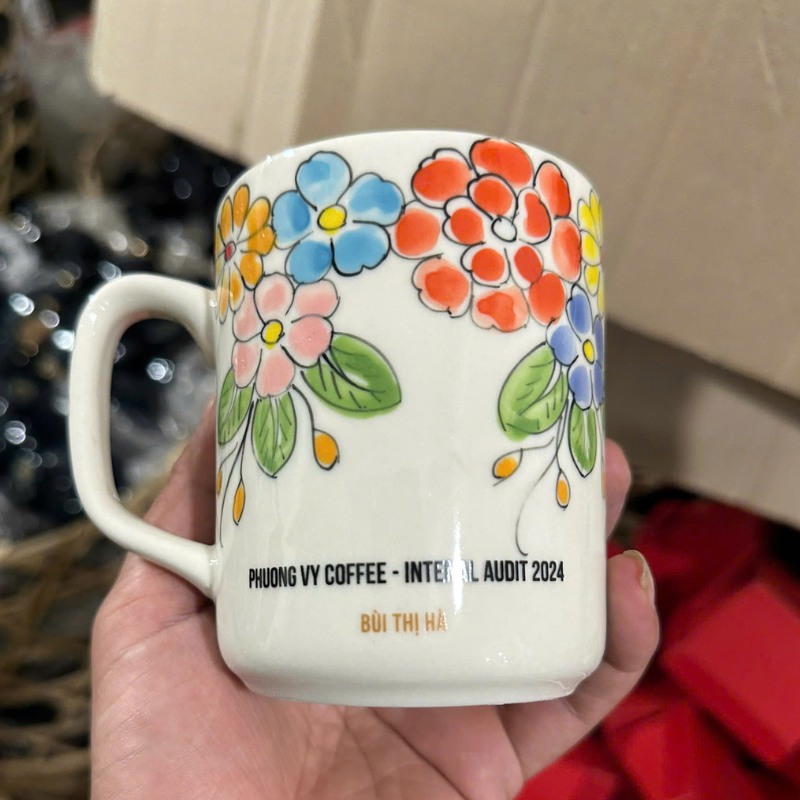 PHUONG VY COFFEE - INTERNAL AUDIT 2024
BÙI THỊ HÀ